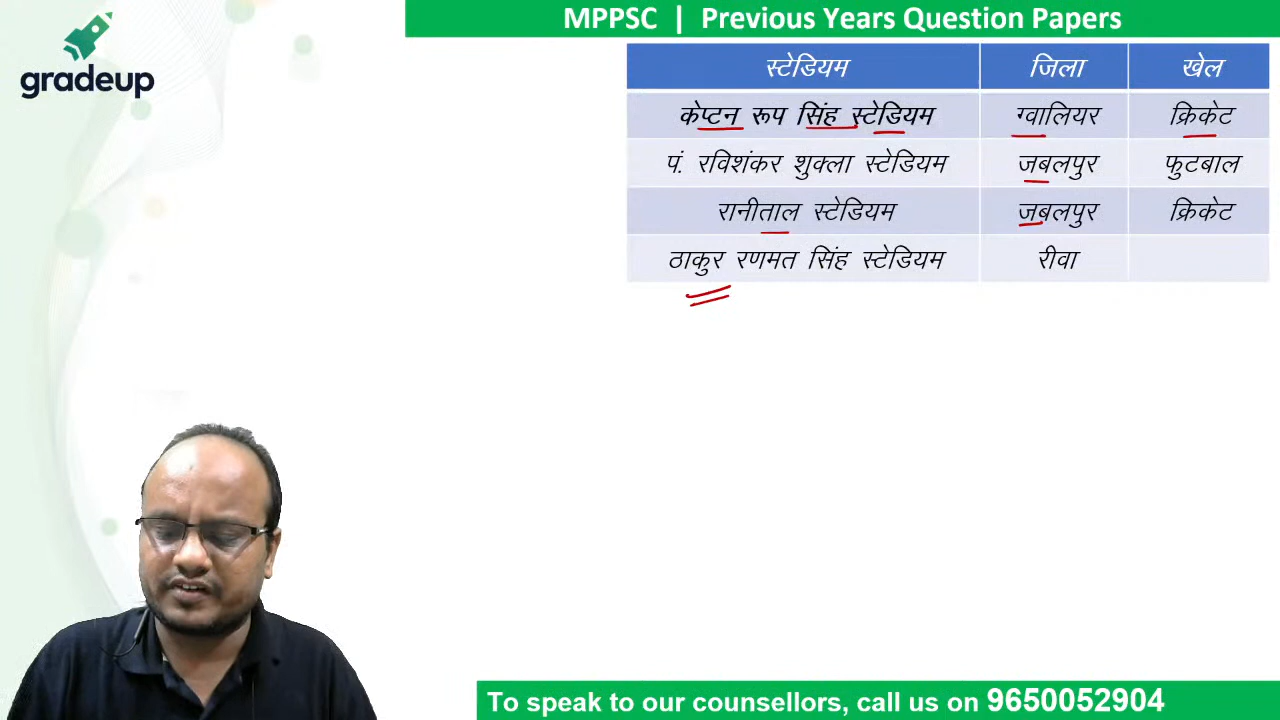 MPPSC | Previous Years Question Papers
gradeup
स्टेडियम जिला खेल
केप्टन रूप सिंह स्टेडियम ग्वालियर क्रिकेट
पं. रविशंकर शुक्ला स्टेडियम जबलपुर फुटबाल
रानीताल स्टेडियम जबलपुर क्रिकेट
ठाकुर रणमत सिंह स्टेडियम रीवा
To speak to our counsellors, call us on 9650052904